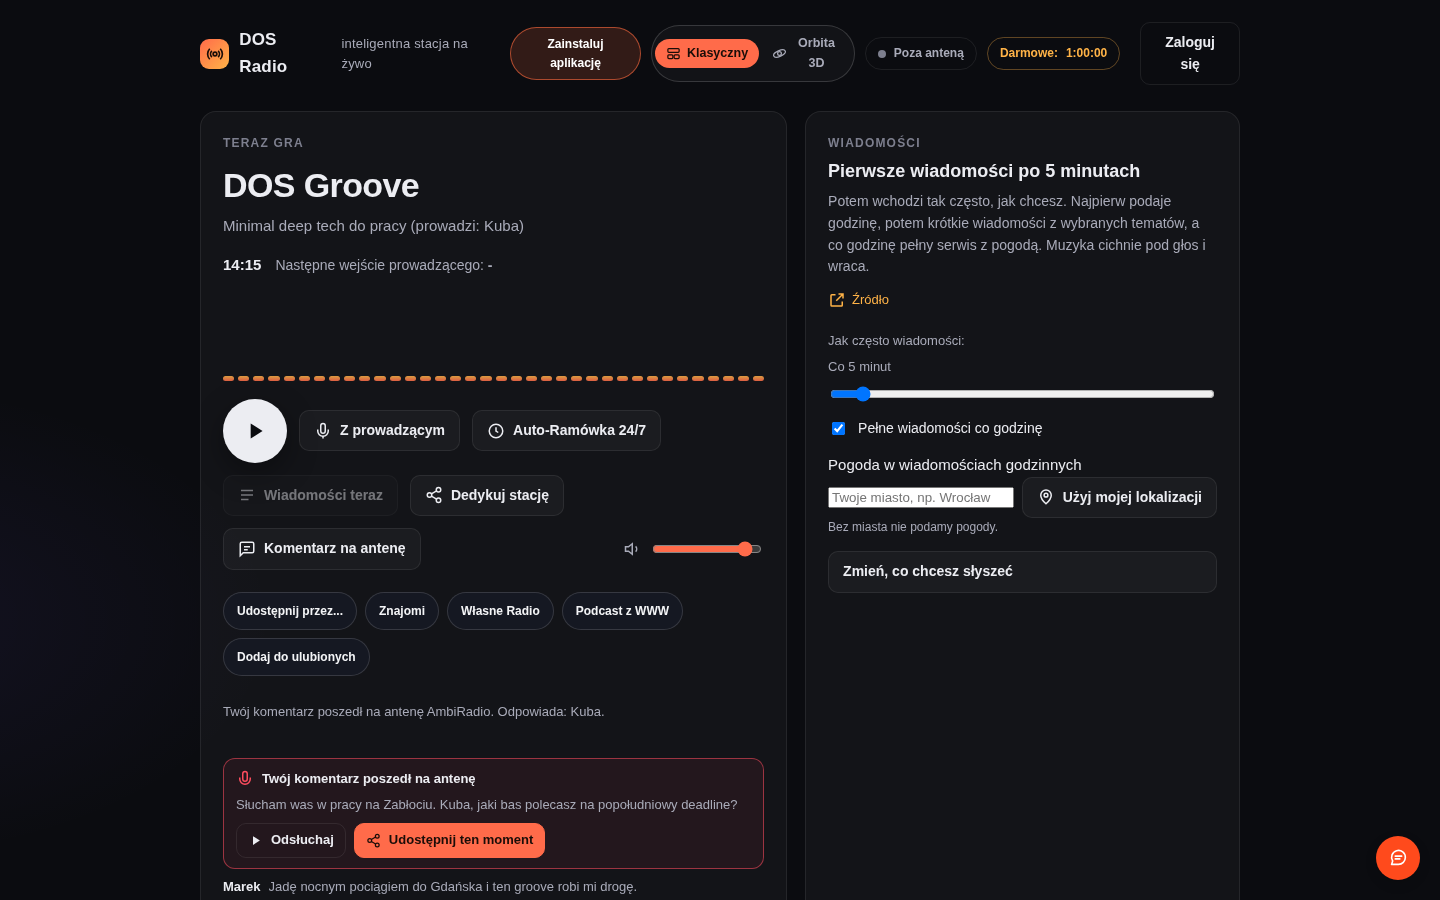 DOS
Radio
inteligentna stacja na
żywo
Zainstaluj
aplikację
Klasyczny
Orbita
3D
Poza anteną
Darmowe: 1:00:00
Zaloguj
się
TERAZ GRA
DOS Groove
Minimal deep tech do pracy (prowadzi: Kuba)
14:15 Następne wejście prowadzącego: -
Z prowadzącym
Auto-Ramówka 24/7
Wiadomości teraz
Dedykuj stację
Komentarz na antenę
Udostępnij przez...
Znajomi
Własne Radio
Podcast z WWW
Dodaj do ulubionych
Twój komentarz poszedł na antenę AmbiRadio. Odpowiada: Kuba.
Twój komentarz poszedł na antenę
Słucham was w pracy na Zabłociu. Kuba, jaki bas polecasz na popołudniowy deadline?
Odsłuchaj
Udostępnij ten moment
Marek Jadę nocnym pociągiem do Gdańska i ten groove robi mi drogę.
WIADOMOŚCI
Pierwsze wiadomości po 5 minutach
Potem wchodzi tak często, jak chcesz. Najpierw podaje
godzinę, potem krótkie wiadomości z wybranych tematów, a
co godzinę pełny serwis z pogodą. Muzyka cichnie pod głos i
wraca.
Źródło
Jak często wiadomości:
Co 5 minut
Pełne wiadomości co godzinę
Pogoda w wiadomościach godzinnych
Twoje miasto, np. Wrocław
Użyj mojej lokalizacji
Bez miasta nie podamy pogody.
Zmień, co chcesz słyszeć